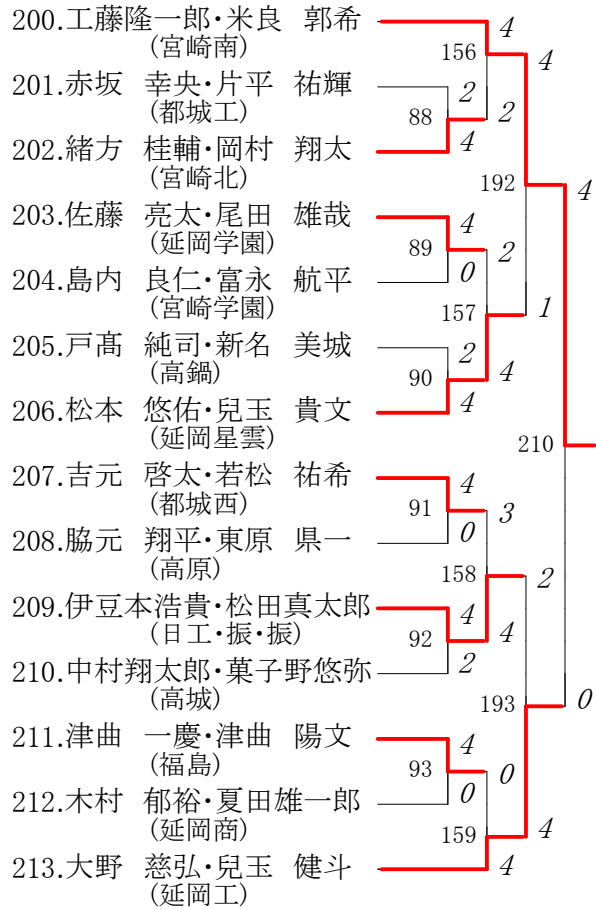 200.工藤隆一郎・米良 郭希
(宮崎南)
201.赤坂 幸央・片平 祐輝
(都城工)
202.緒方 桂輔・岡村 翔太
(宮崎北)
203.佐藤 亮太・尾田 雄哉
(延岡学園)
204.島内 良仁・富永 航平
(宮崎学園)
205.戸髙 純司・新名 美城
(高鍋)
206.松本 悠佑・兒玉 貴文
(延岡星雲)
207.吉元 啓太・若松 祐希
(都城西)
208.脇元 翔平・東原 県一
(高原)
209.伊豆本浩貴・松田真太郎
(日工・振・振)
210.中村翔太郎・菓子野悠弥
(高城)
211.津曲 一慶・津曲 陽文
(福島)
212.木村 郁裕・夏田雄一郎
(延岡商)
213.大野 慈弘・兒玉 健斗
(延岡工)
88
2
4
89
4
0
90
2
4
91
4
0
92
4
2
93
4
0
156
4
2
157
2
4
158
3
4
159
0
4
192
4
1
193
2
4
210
4
0